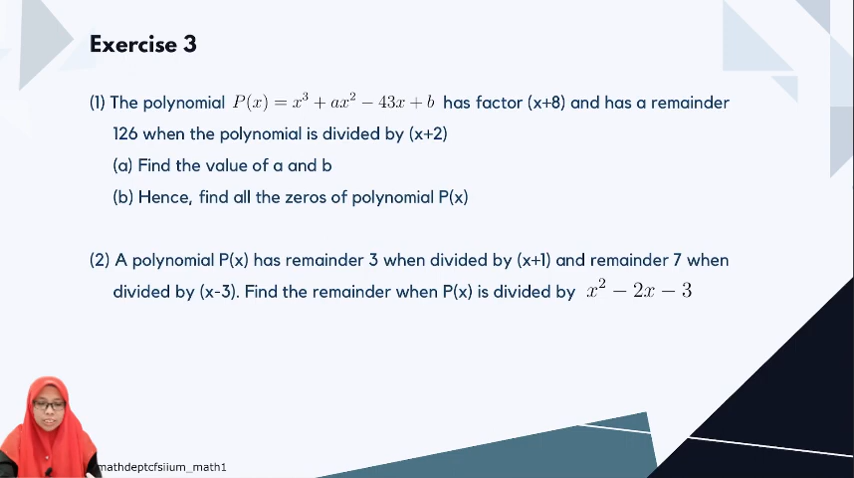 Exercise 3
(1) The polynomial P(x) = x³ + ax² − 43x + b has factor (x+8) and has a remainder
126 when the polynomial is divided by (x+2)
(a) Find the value of a and b
(b) Hence, find all the zeros of polynomial P(x)
(2) A polynomial P(x) has remainder 3 when divided by (x+1) and remainder 7 when
divided by (x-3). Find the remainder when P(x) is divided by x² − 2x − 3
mathdeptcfsiium_math1